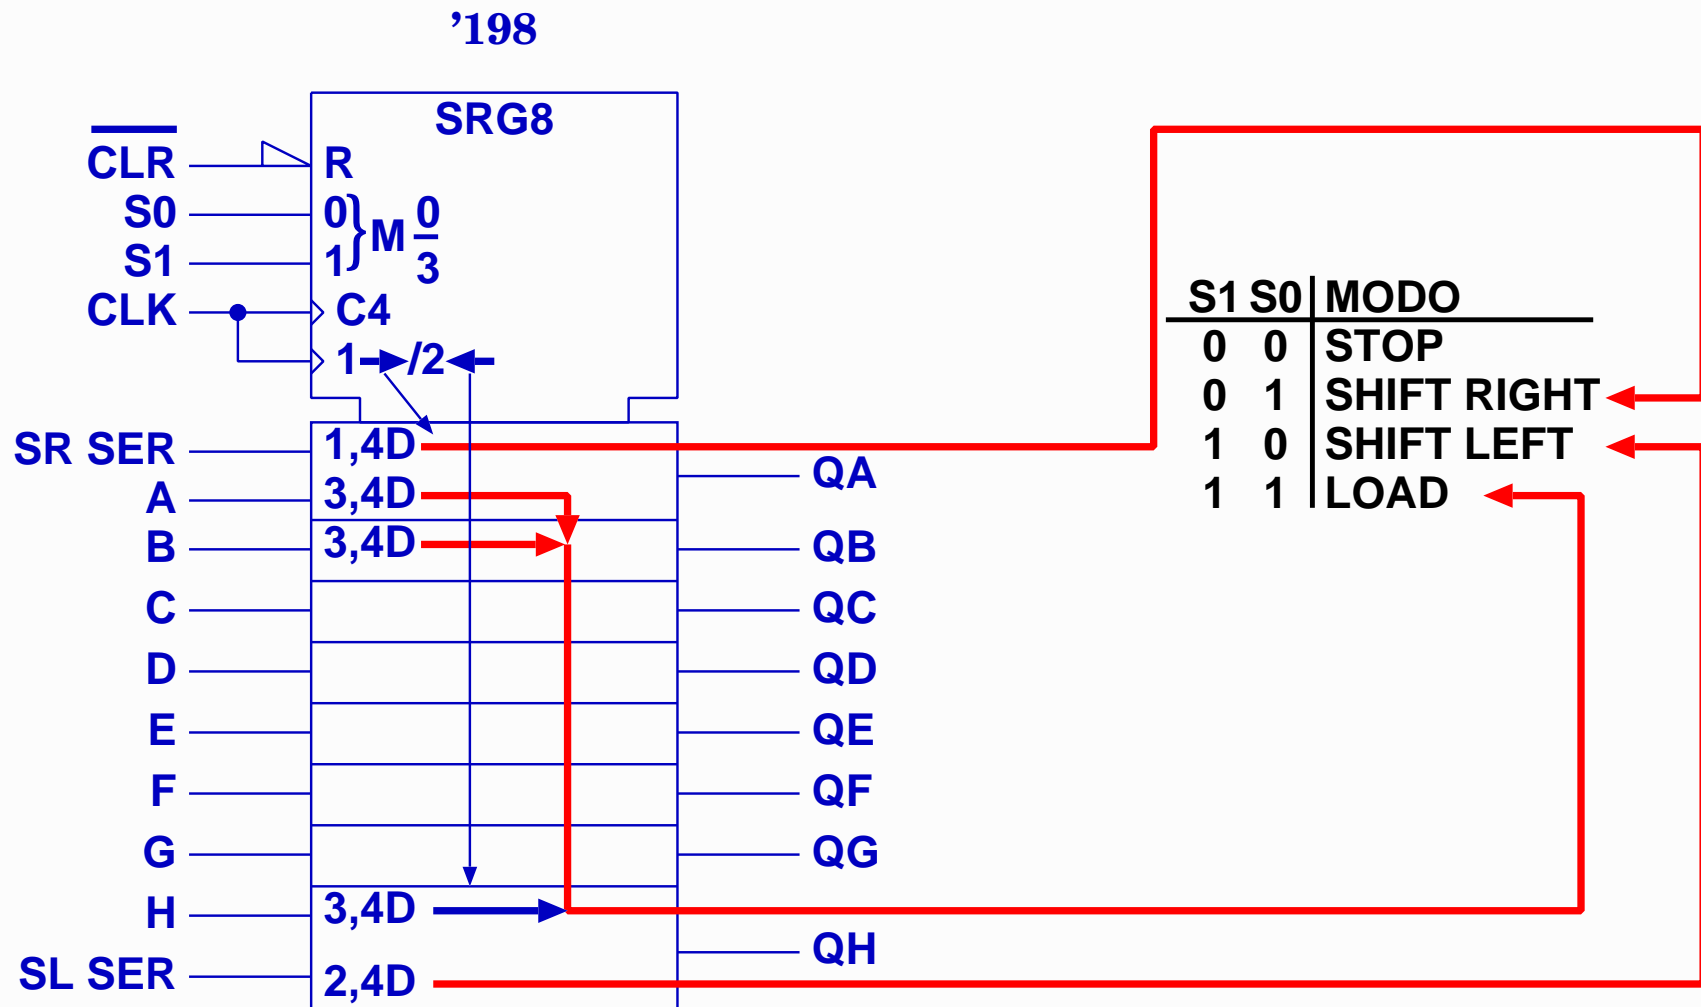 ’198
SRG8
CLR R
S0 0 } M 0/3
S1 1
CLK C4
1→/2←
S1 S0 MODO
0 0 STOP
0 1 SHIFT RIGHT
1 0 SHIFT LEFT
1 1 LOAD
SR SER 1,4D QA
A 3,4D
B 3,4D QB
C QC
D QD
E QE
F QF
G QG
H 3,4D QH
SL SER 2,4D